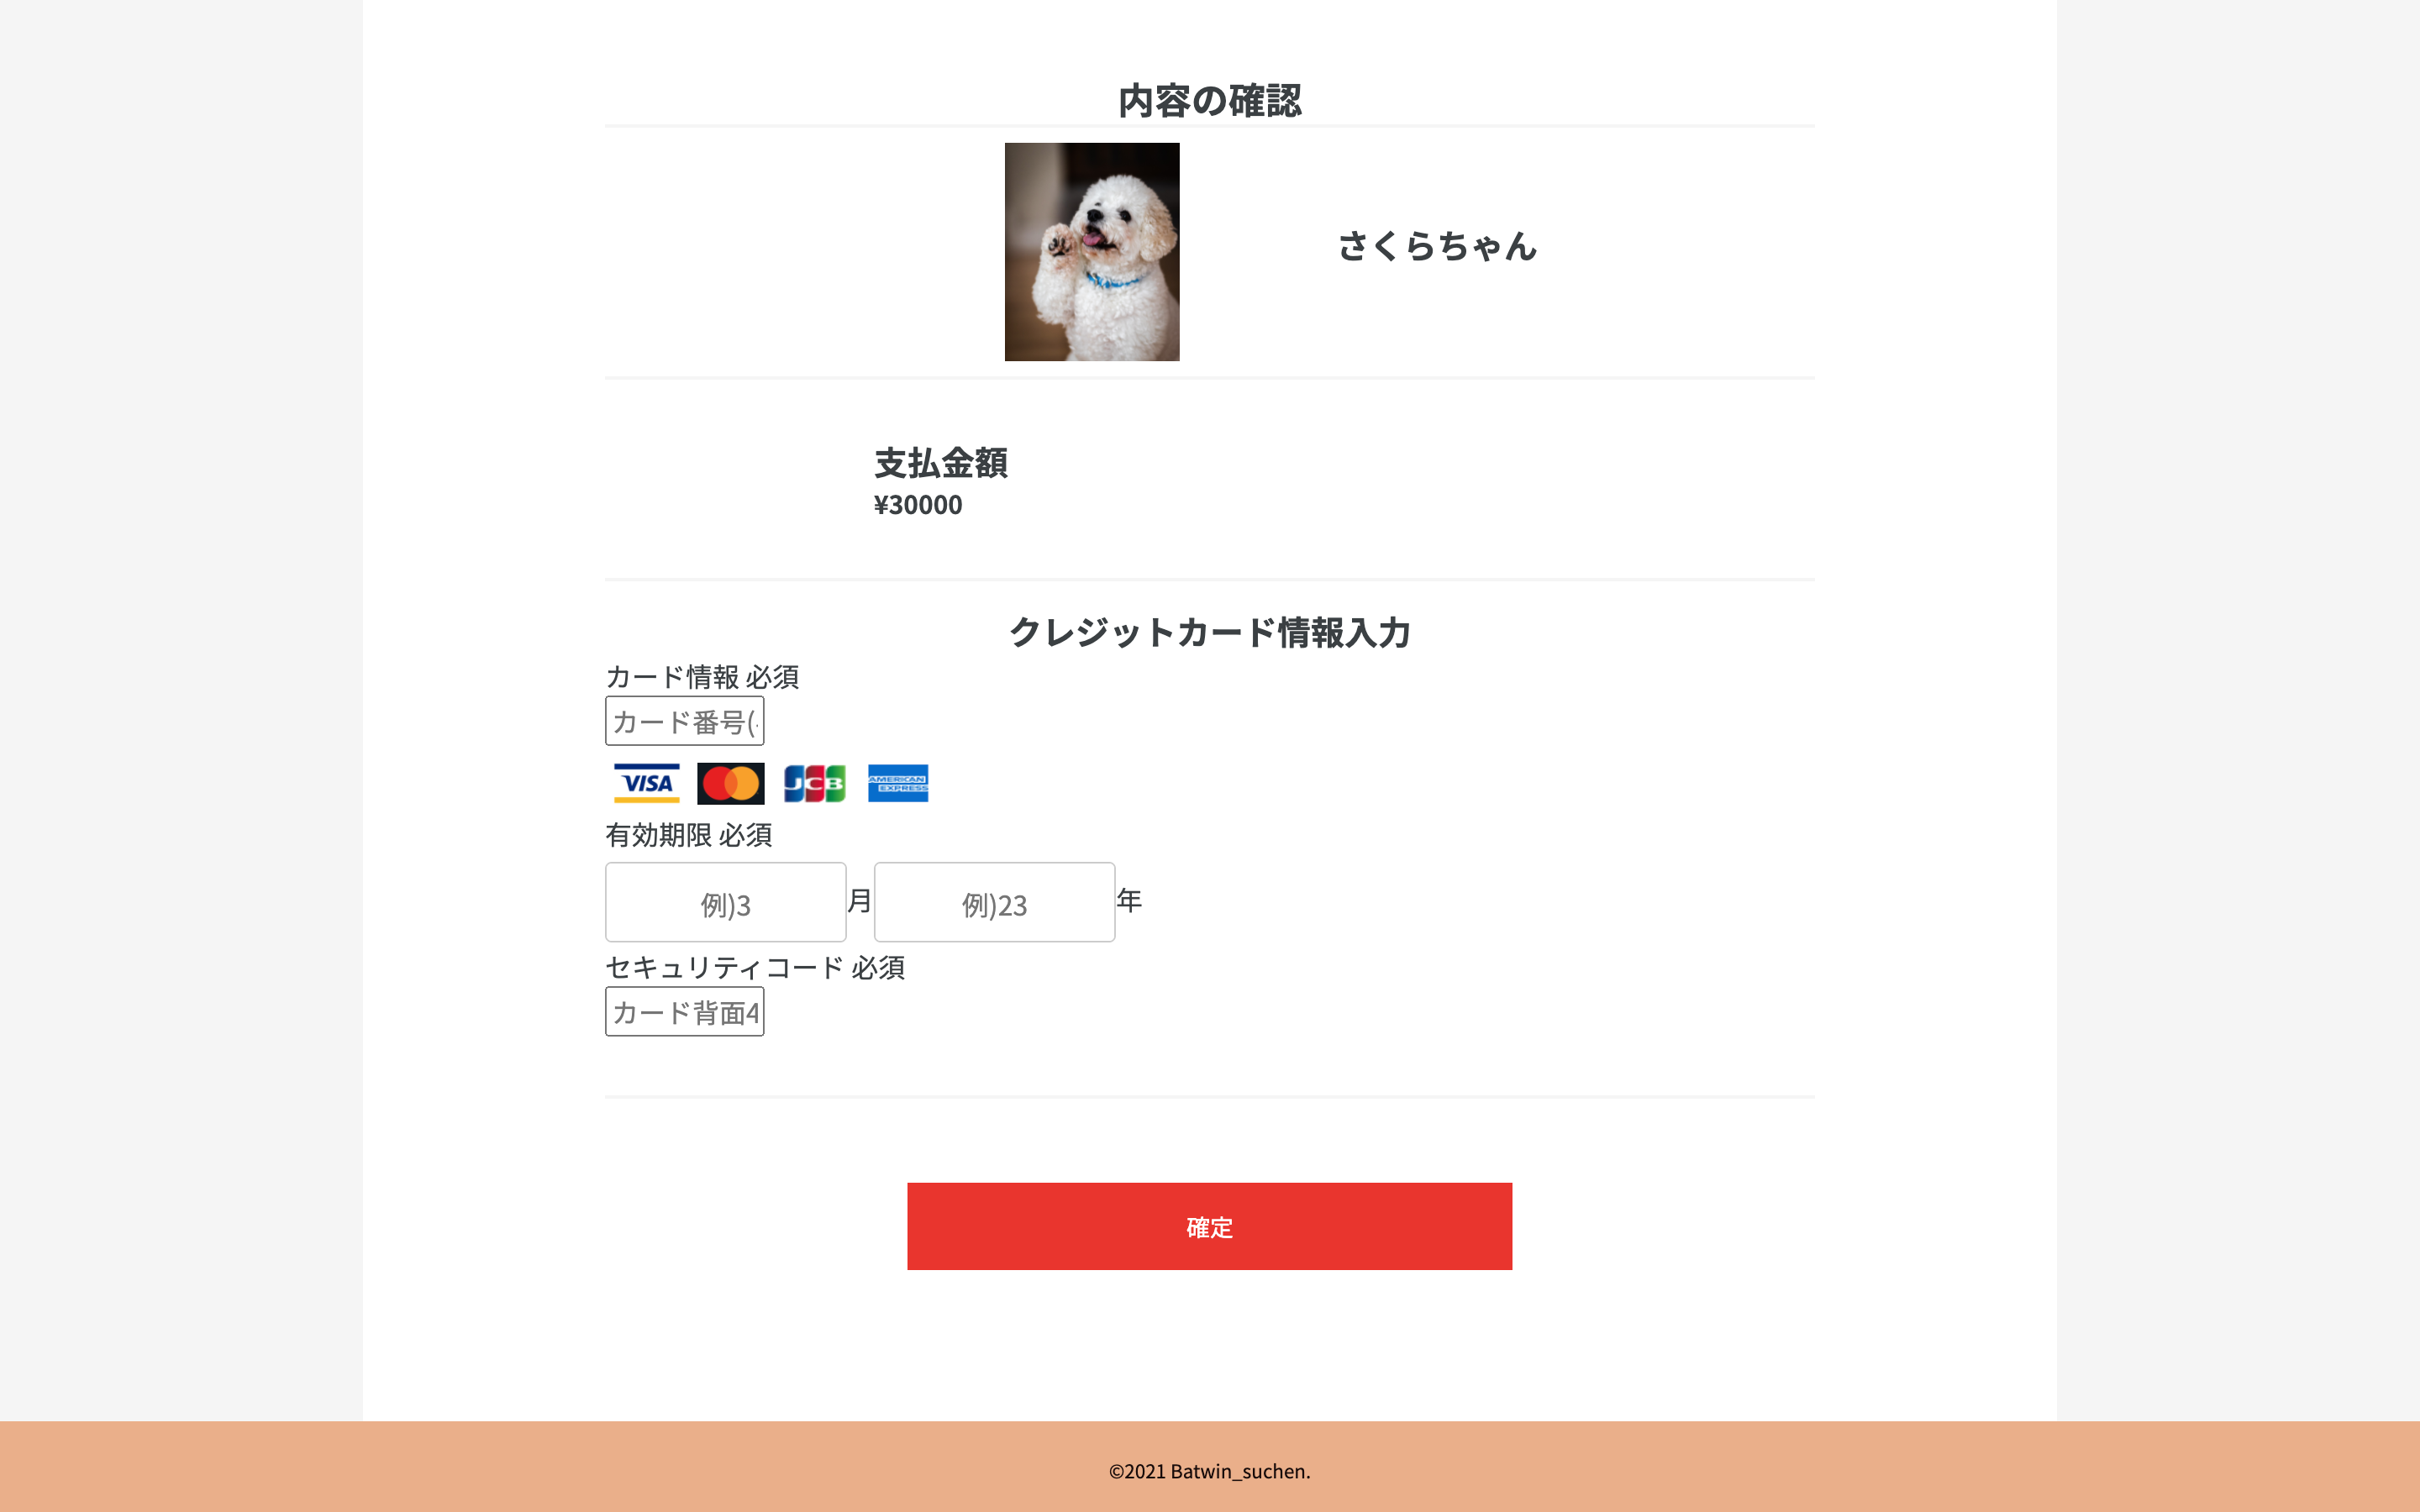 内容の確認
さくらちゃん
支払金額
¥30000
クレジットカード情報入力
カード情報 必須
カード番号(
VISA JCB AMERICAN EXPRESS
有効期限 必須
例)3 月 例)23 年
セキュリティコード 必須
カード背面4
確定
©2021 Batwin_suchen.